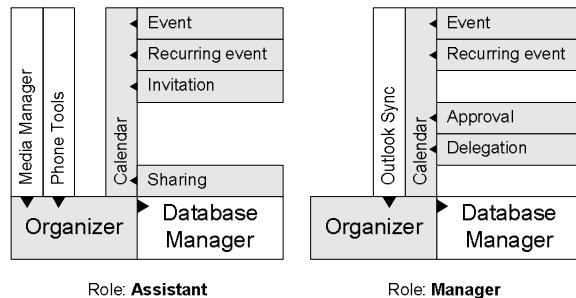 Media Manager
Phone Tools
Calendar
Event
Recurring event
Invitation
Sharing
Organizer
Database
Manager
Role: Assistant
Outlook Sync
Calendar
Event
Recurring event
Approval
Delegation
Organizer
Database
Manager
Role: Manager